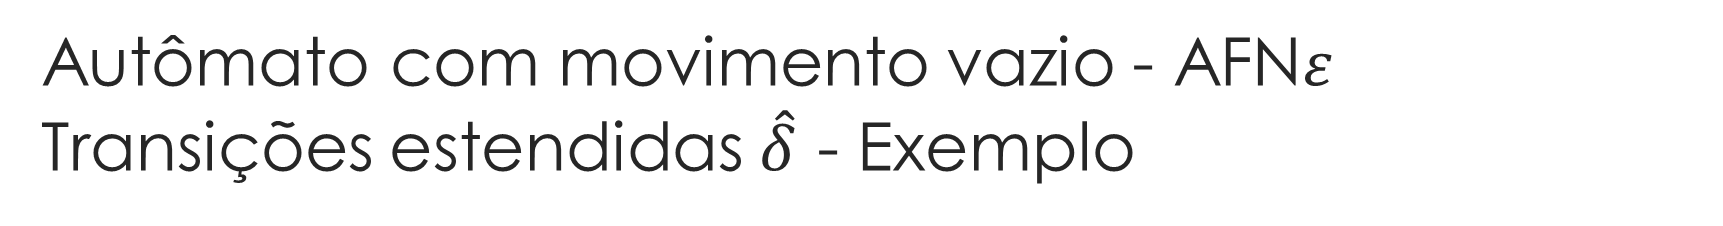 Autômato com movimento vazio - AFNε
Transições estendidas δ̂ - Exemplo